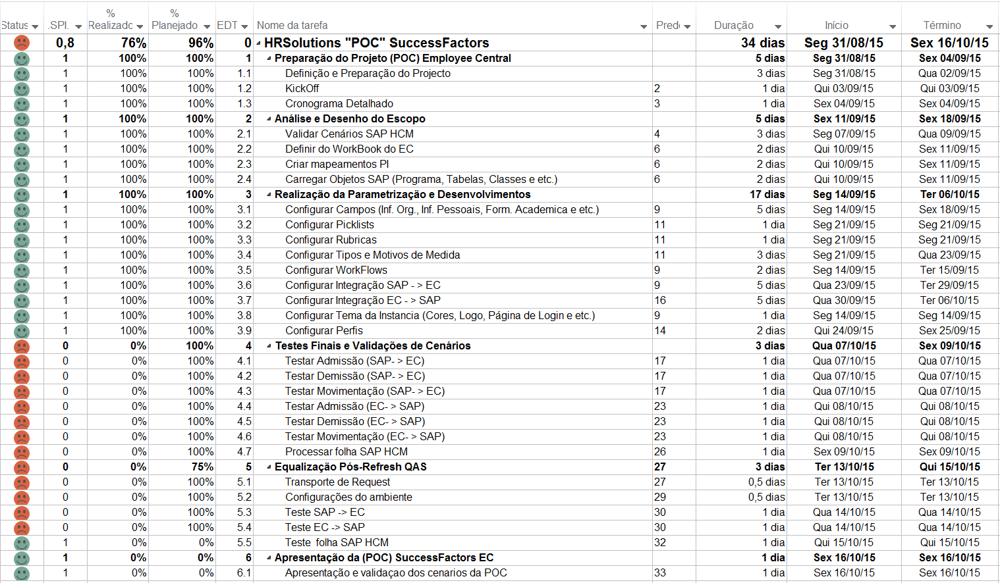 Status .SPI. % Realizado % Planejado EDT Nome da tarefa Prede Duração Início Término
0,8 76% 96% 0 HRSolutions "POC" SuccessFactors 34 dias Seg 31/08/15 Sex 16/10/15
1 100% 100% 1 Preparação do Projeto (POC) Employee Central 5 dias Seg 31/08/15 Sex 04/09/15
1 100% 100% 1.1 Definição e Preparação do Projecto 3 dias Seg 31/08/15 Qua 02/09/15
1 100% 100% 1.2 KickOff 2 1 dia Qui 03/09/15 Qui 03/09/15
1 100% 100% 1.3 Cronograma Detalhado 3 1 dia Sex 04/09/15 Sex 04/09/15
1 100% 100% 2 Análise e Desenho do Escopo 5 dias Sex 11/09/15 Sex 18/09/15
1 100% 100% 2.1 Validar Cenários SAP HCM 4 3 dias Seg 07/09/15 Qua 09/09/15
1 100% 100% 2.2 Definir do WorkBook do EC 6 2 dias Qui 10/09/15 Sex 11/09/15
1 100% 100% 2.3 Criar mapeamentos PI 6 2 dias Qui 10/09/15 Sex 11/09/15
1 100% 100% 2.4 Carregar Objetos SAP (Programa, Tabelas, Classes e etc.) 6 2 dias Qui 10/09/15 Sex 11/09/15
1 100% 100% 3 Realização da Parametrização e Desenvolvimentos 17 dias Seg 14/09/15 Ter 06/10/15
1 100% 100% 3.1 Configurar Campos (Inf. Org., Inf. Pessoais, Form. Academica e etc.) 9 5 dias Seg 14/09/15 Sex 18/09/15
1 100% 100% 3.2 Configurar Picklists 11 1 dia Seg 21/09/15 Seg 21/09/15
1 100% 100% 3.3 Configurar Rubricas 11 1 dia Seg 21/09/15 Seg 21/09/15
1 100% 100% 3.4 Configurar Tipos e Motivos de Medida 11 3 dias Seg 21/09/15 Qua 23/09/15
1 100% 100% 3.5 Configurar WorkFlows 9 2 dias Seg 14/09/15 Ter 15/09/15
1 100% 100% 3.6 Configurar Integração SAP - > EC 9 5 dias Qua 23/09/15 Ter 29/09/15
1 100% 100% 3.7 Configurar Integração EC - > SAP 16 5 dias Qua 30/09/15 Ter 06/10/15
1 100% 100% 3.8 Configurar Tema da Instancia (Cores, Logo, Página de Login e etc.) 9 1 dia Seg 14/09/15 Seg 14/09/15
1 100% 100% 3.9 Configurar Perfis 14 2 dias Qui 24/09/15 Sex 25/09/15
0 0% 100% 4 Testes Finais e Validações de Cenários 3 dias Qua 07/10/15 Sex 09/10/15
0 0% 100% 4.1 Testar Admissão (SAP- > EC) 17 1 dia Qua 07/10/15 Qua 07/10/15
0 0% 100% 4.2 Testar Demissão (SAP- > EC) 17 1 dia Qua 07/10/15 Qua 07/10/15
0 0% 100% 4.3 Testar Movimentação (SAP- > EC) 17 1 dia Qua 07/10/15 Qua 07/10/15
0 0% 100% 4.4 Testar Admissão (EC- > SAP) 23 1 dia Qui 08/10/15 Qui 08/10/15
0 0% 100% 4.5 Testar Demissão (EC- > SAP) 23 1 dia Qui 08/10/15 Qui 08/10/15
0 0% 100% 4.6 Testar Movimentação (EC- > SAP) 23 1 dia Qui 08/10/15 Qui 08/10/15
0 0% 100% 4.7 Processar folha SAP HCM 26 1 dia Sex 09/10/15 Sex 09/10/15
0 0% 75% 5 Equalização Pós-Refresh QAS 27 3 dias Ter 13/10/15 Qui 15/10/15
0 0% 100% 5.1 Transporte de Request 27 0,5 dias Ter 13/10/15 Ter 13/10/15
0 0% 100% 5.2 Configurações do ambiente 29 0,5 dias Ter 13/10/15 Ter 13/10/15
0 0% 100% 5.3 Teste SAP -> EC 30 1 dia Qua 14/10/15 Qua 14/10/15
0 0% 100% 5.4 Teste EC -> SAP 30 1 dia Qua 14/10/15 Qua 14/10/15
1 0% 0% 5.5 Teste folha SAP HCM 32 1 dia Qui 15/10/15 Qui 15/10/15
1 0% 0% 6 Apresentação da (POC) SuccessFactors EC 1 dia Sex 16/10/15 Sex 16/10/15
1 0% 0% 6.1 Apresentação e validaçao dos cenarios da POC 33 1 dia Sex 16/10/15 Sex 16/10/15